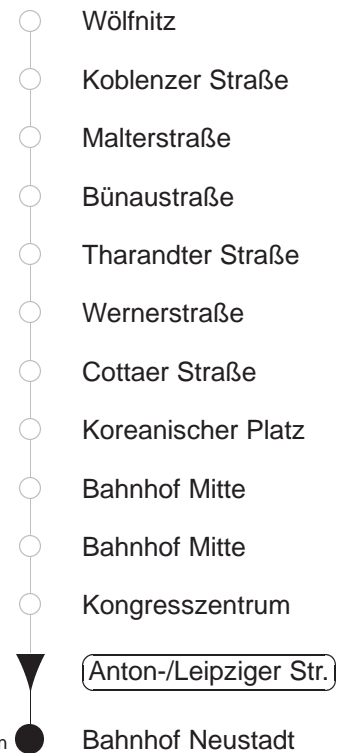 Wölfnitz
Koblenzer Straße
Malterstraße
Bünaustraße
Tharandter Straße
Wernerstraße
Cottaer Straße
Koreanischer Platz
Bahnhof Mitte
Bahnhof Mitte
Kongresszentrum
Anton-/Leipziger Str.
Bahnhof Neustadt